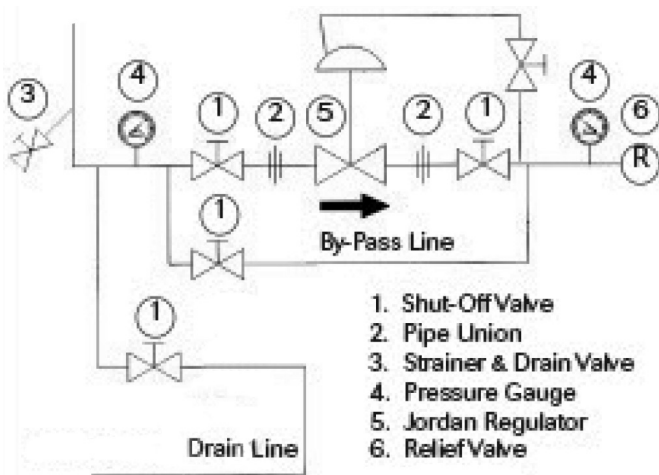 4
4
3
1
2
5
2
1
6
R
1
By-Pass Line
1
1. Shut-Off Valve
2. Pipe Union
3. Strainer & Drain Valve
4. Pressure Gauge
5. Jordan Regulator
6. Relief Valve
Drain Line